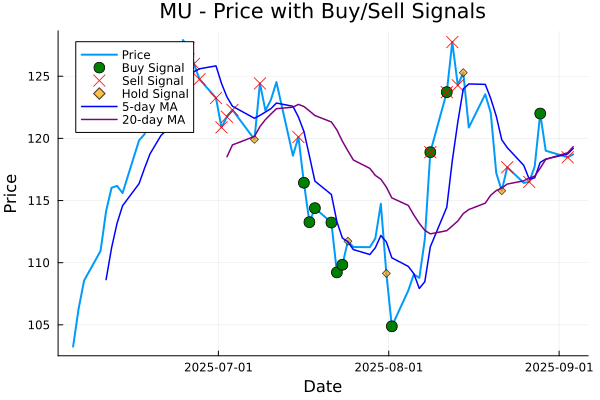 MU - Price with Buy/Sell Signals
Price
Buy Signal
Sell Signal
Hold Signal
5-day MA
20-day MA
125
120
115
110
105
Price
2025-07-01
2025-08-01
2025-09-01
Date